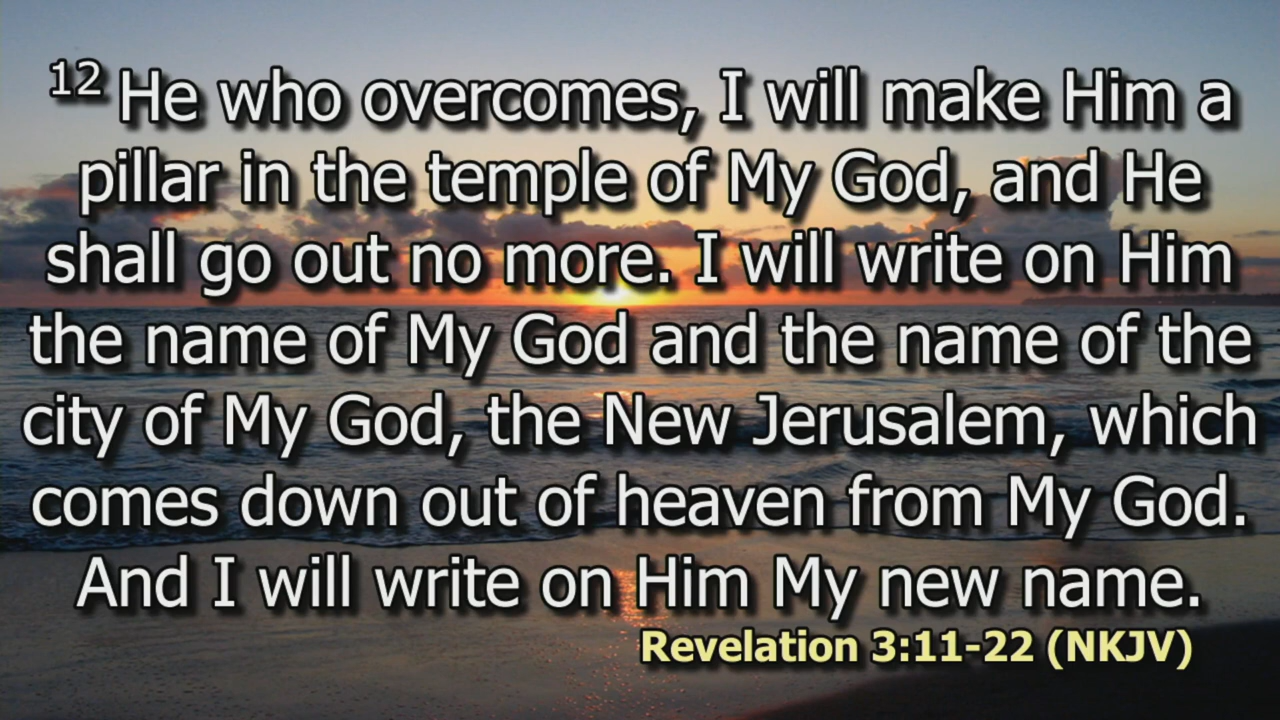 12 He who overcomes, I will make Him a
pillar in the temple of My God, and He
shall go out no more. I will write on Him
the name of My God and the name of the
city of My God, the New Jerusalem, which
comes down out of heaven from My God.
And I will write on Him My new name.
Revelation 3:11-22 (NKJV)